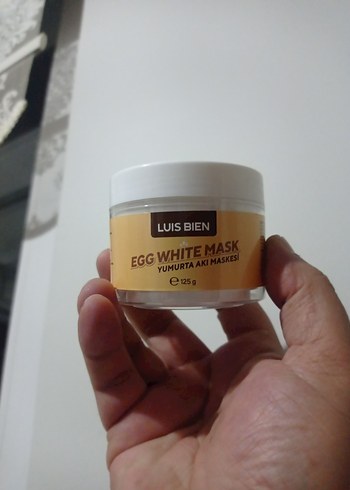 LUIS BIEN
EGG WHITE MASK
YUMURTA AKI MASKESİ
℮ 125 g